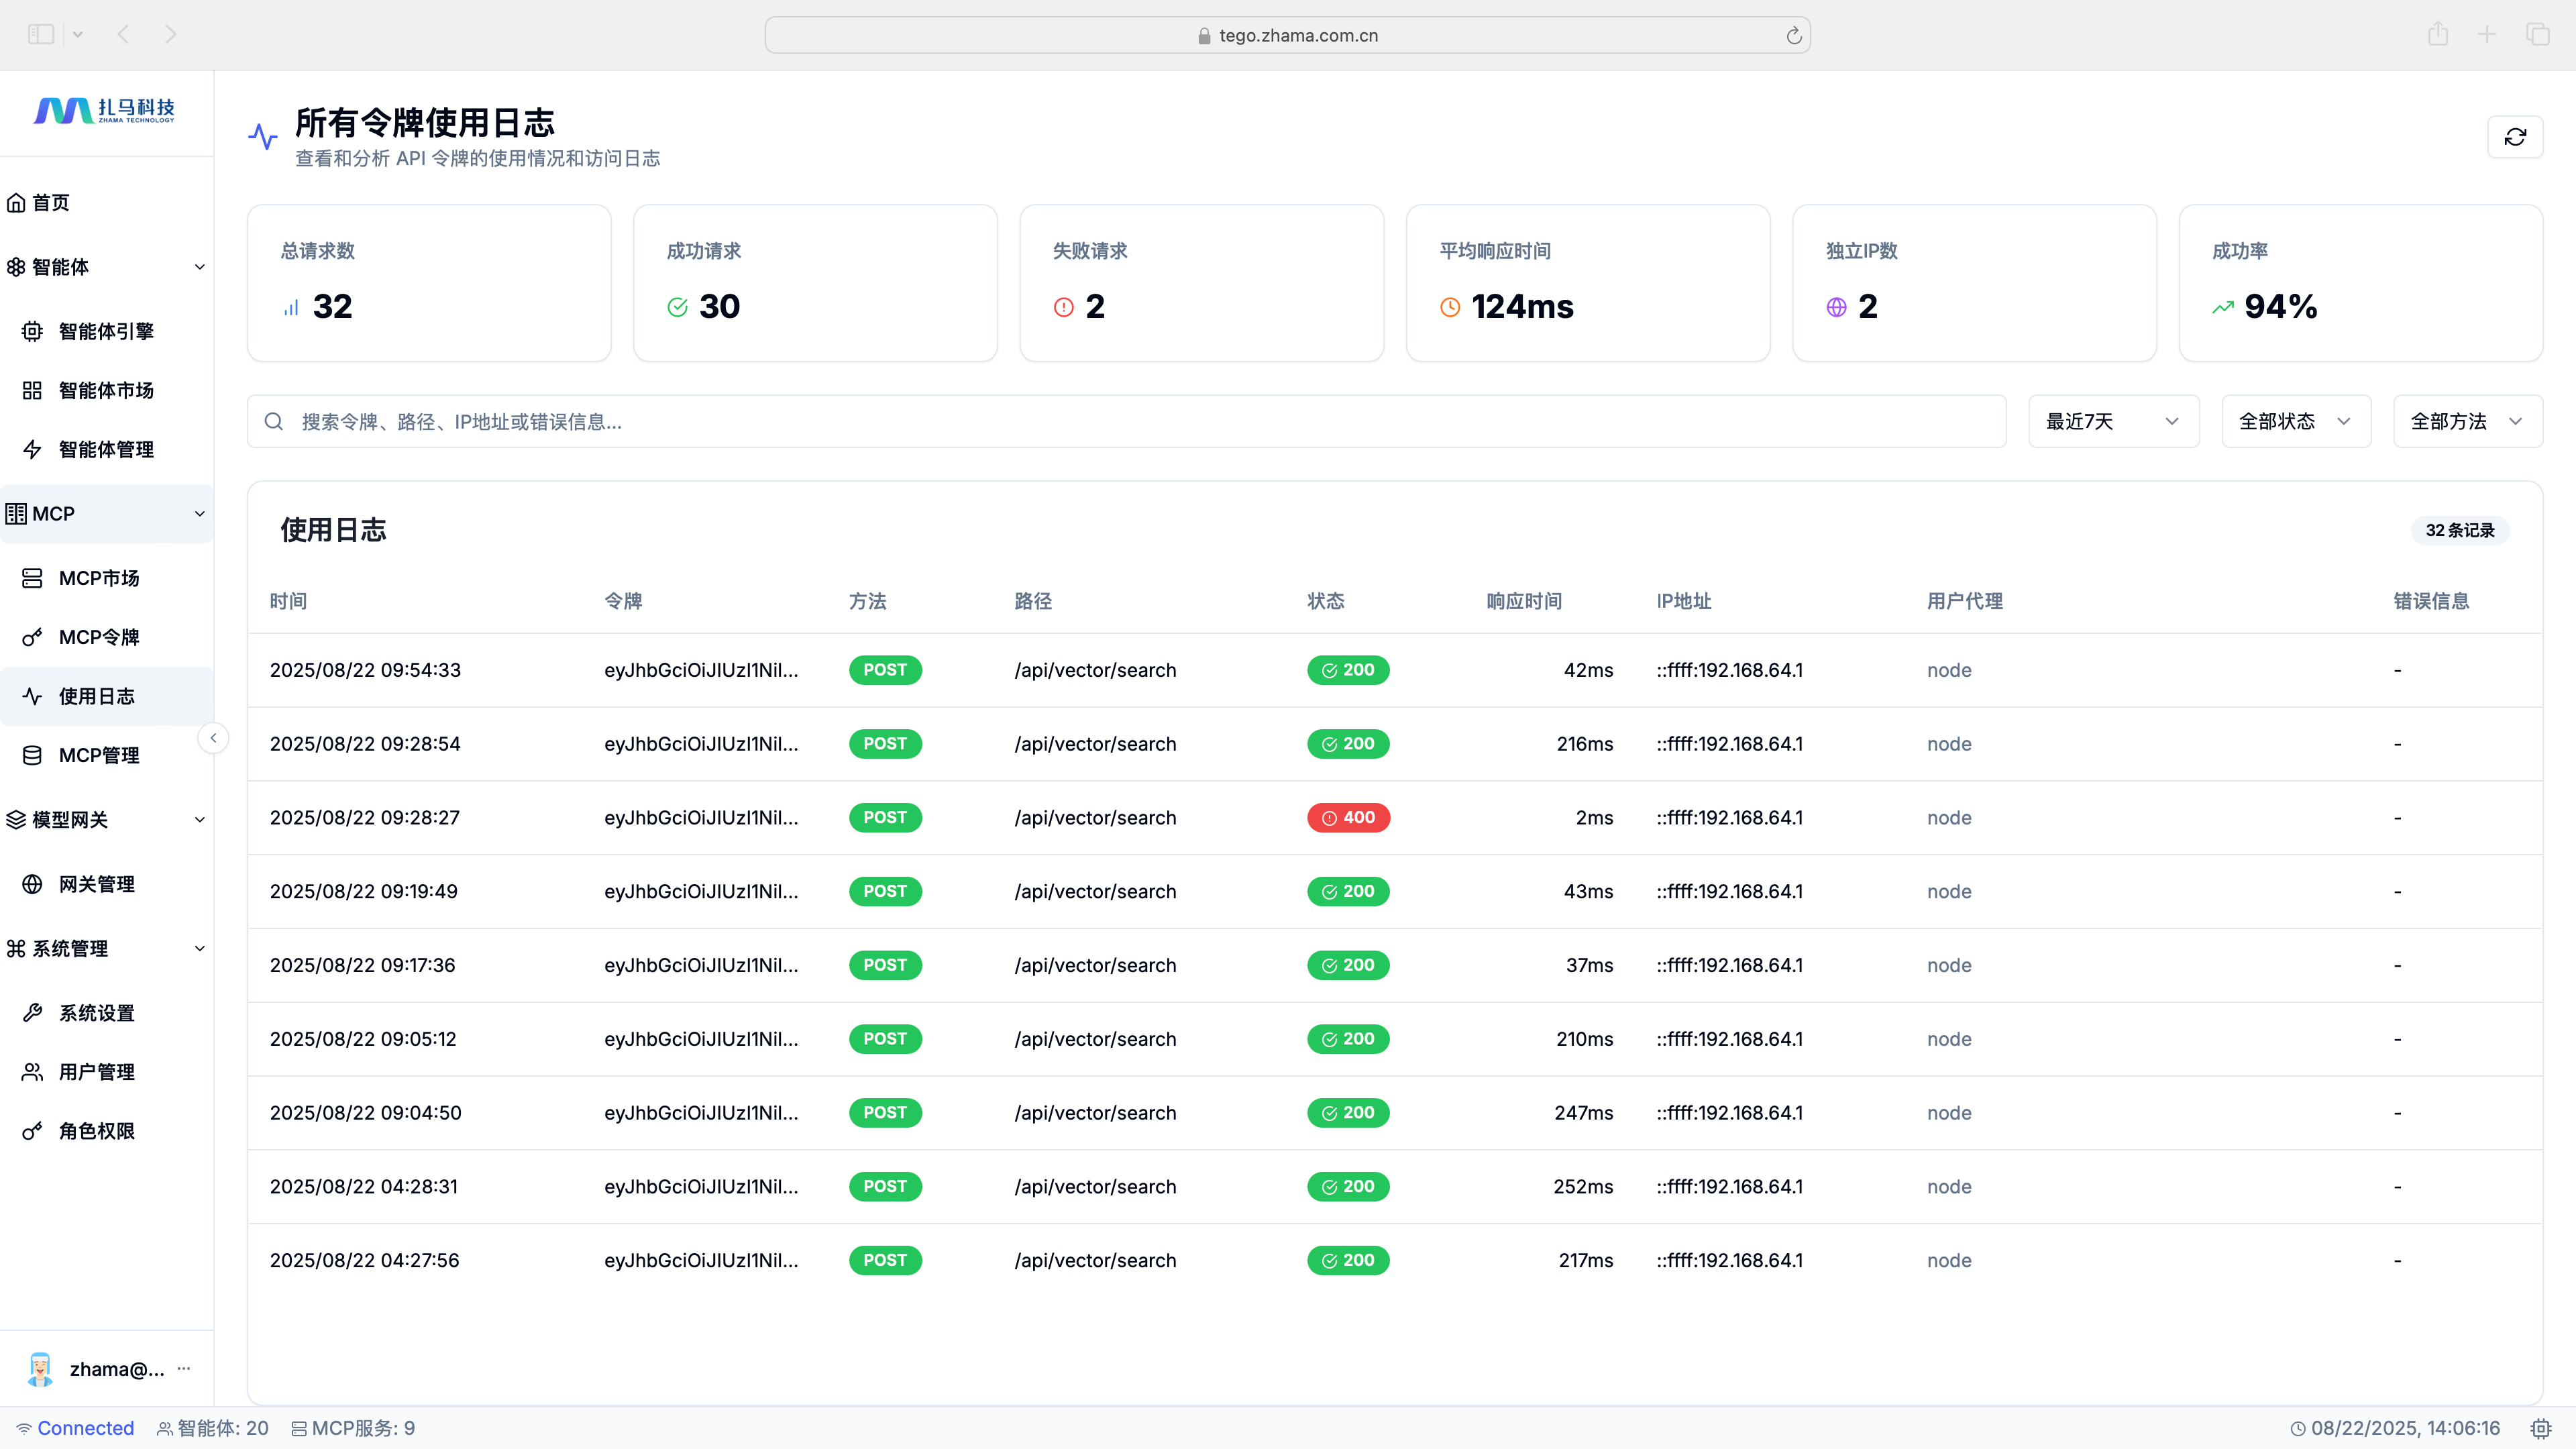 tego.zhama.com.cn
扎马科技
ZHAMA TECHNOLOGY
首页
智能体
智能体引擎
智能体市场
智能体管理
MCP
MCP市场
MCP令牌
使用日志
MCP管理
模型网关
网关管理
系统管理
系统设置
用户管理
角色权限
zhama@... ...
所有令牌使用日志
查看和分析 API 令牌的使用情况和访问日志
总请求数 成功请求 失败请求 平均响应时间 独立IP数 成功率
32 30 2 124ms 2 94%
搜索令牌、路径、IP地址或错误信息... 最近7天 全部状态 全部方法
使用日志 32 条记录
时间 令牌 方法 路径 状态 响应时间 IP地址 用户代理 错误信息
2025/08/22 09:54:33 eyJhbGciOiJIUzI1NiI... POST /api/vector/search 200 42ms ::ffff:192.168.64.1 node -
2025/08/22 09:28:54 eyJhbGciOiJIUzI1NiI... POST /api/vector/search 200 216ms ::ffff:192.168.64.1 node -
2025/08/22 09:28:27 eyJhbGciOiJIUzI1NiI... POST /api/vector/search 400 2ms ::ffff:192.168.64.1 node -
2025/08/22 09:19:49 eyJhbGciOiJIUzI1NiI... POST /api/vector/search 200 43ms ::ffff:192.168.64.1 node -
2025/08/22 09:17:36 eyJhbGciOiJIUzI1NiI... POST /api/vector/search 200 37ms ::ffff:192.168.64.1 node -
2025/08/22 09:05:12 eyJhbGciOiJIUzI1NiI... POST /api/vector/search 200 210ms ::ffff:192.168.64.1 node -
2025/08/22 09:04:50 eyJhbGciOiJIUzI1NiI... POST /api/vector/search 200 247ms ::ffff:192.168.64.1 node -
2025/08/22 04:28:31 eyJhbGciOiJIUzI1NiI... POST /api/vector/search 200 252ms ::ffff:192.168.64.1 node -
2025/08/22 04:27:56 eyJhbGciOiJIUzI1NiI... POST /api/vector/search 200 217ms ::ffff:192.168.64.1 node -
Connected 智能体: 20 MCP服务: 9 08/22/2025, 14:06:16